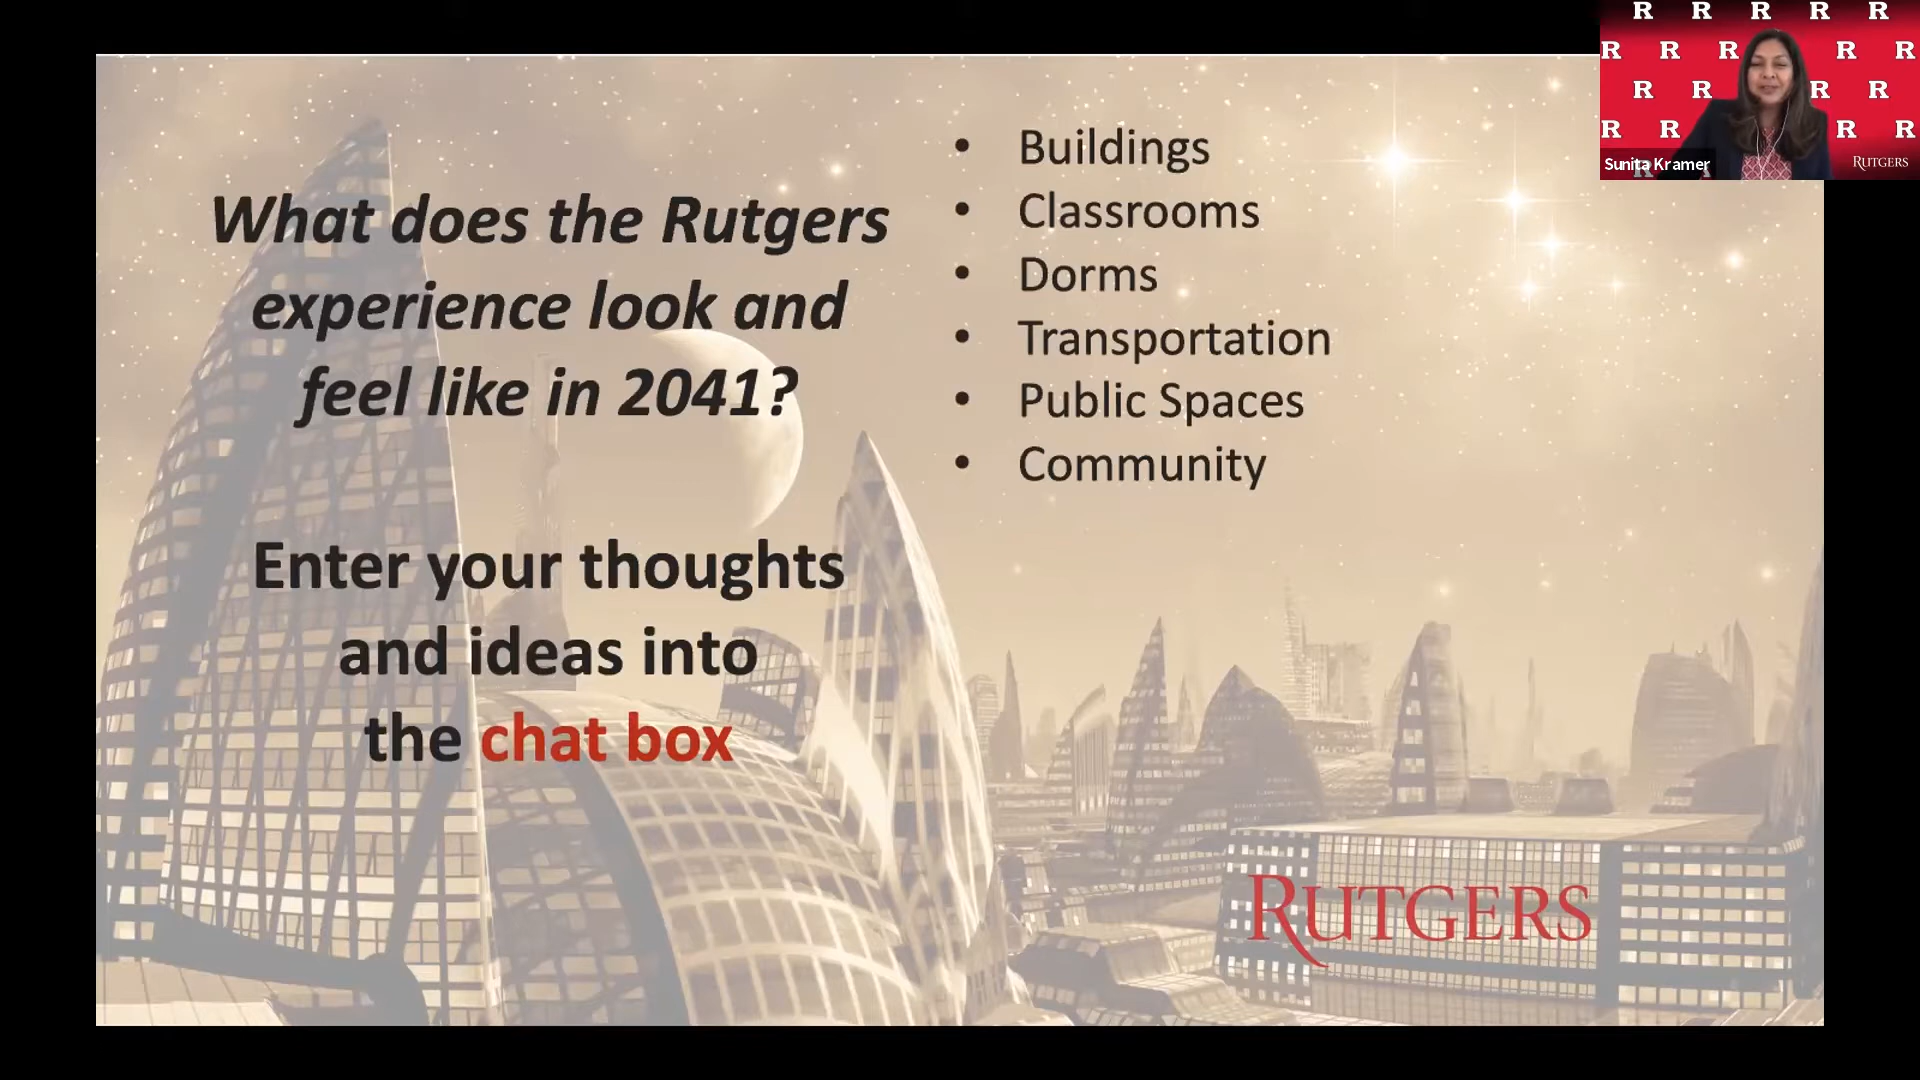 What does the Rutgers
experience look and
feel like in 2041?
Enter your thoughts
and ideas into
the chat box
• Buildings
• Classrooms
• Dorms
• Transportation
• Public Spaces
• Community
RUTGERS
R R R R R
R R R R R
R R R R
R R R R
Sunita Kramer
RUTGERS